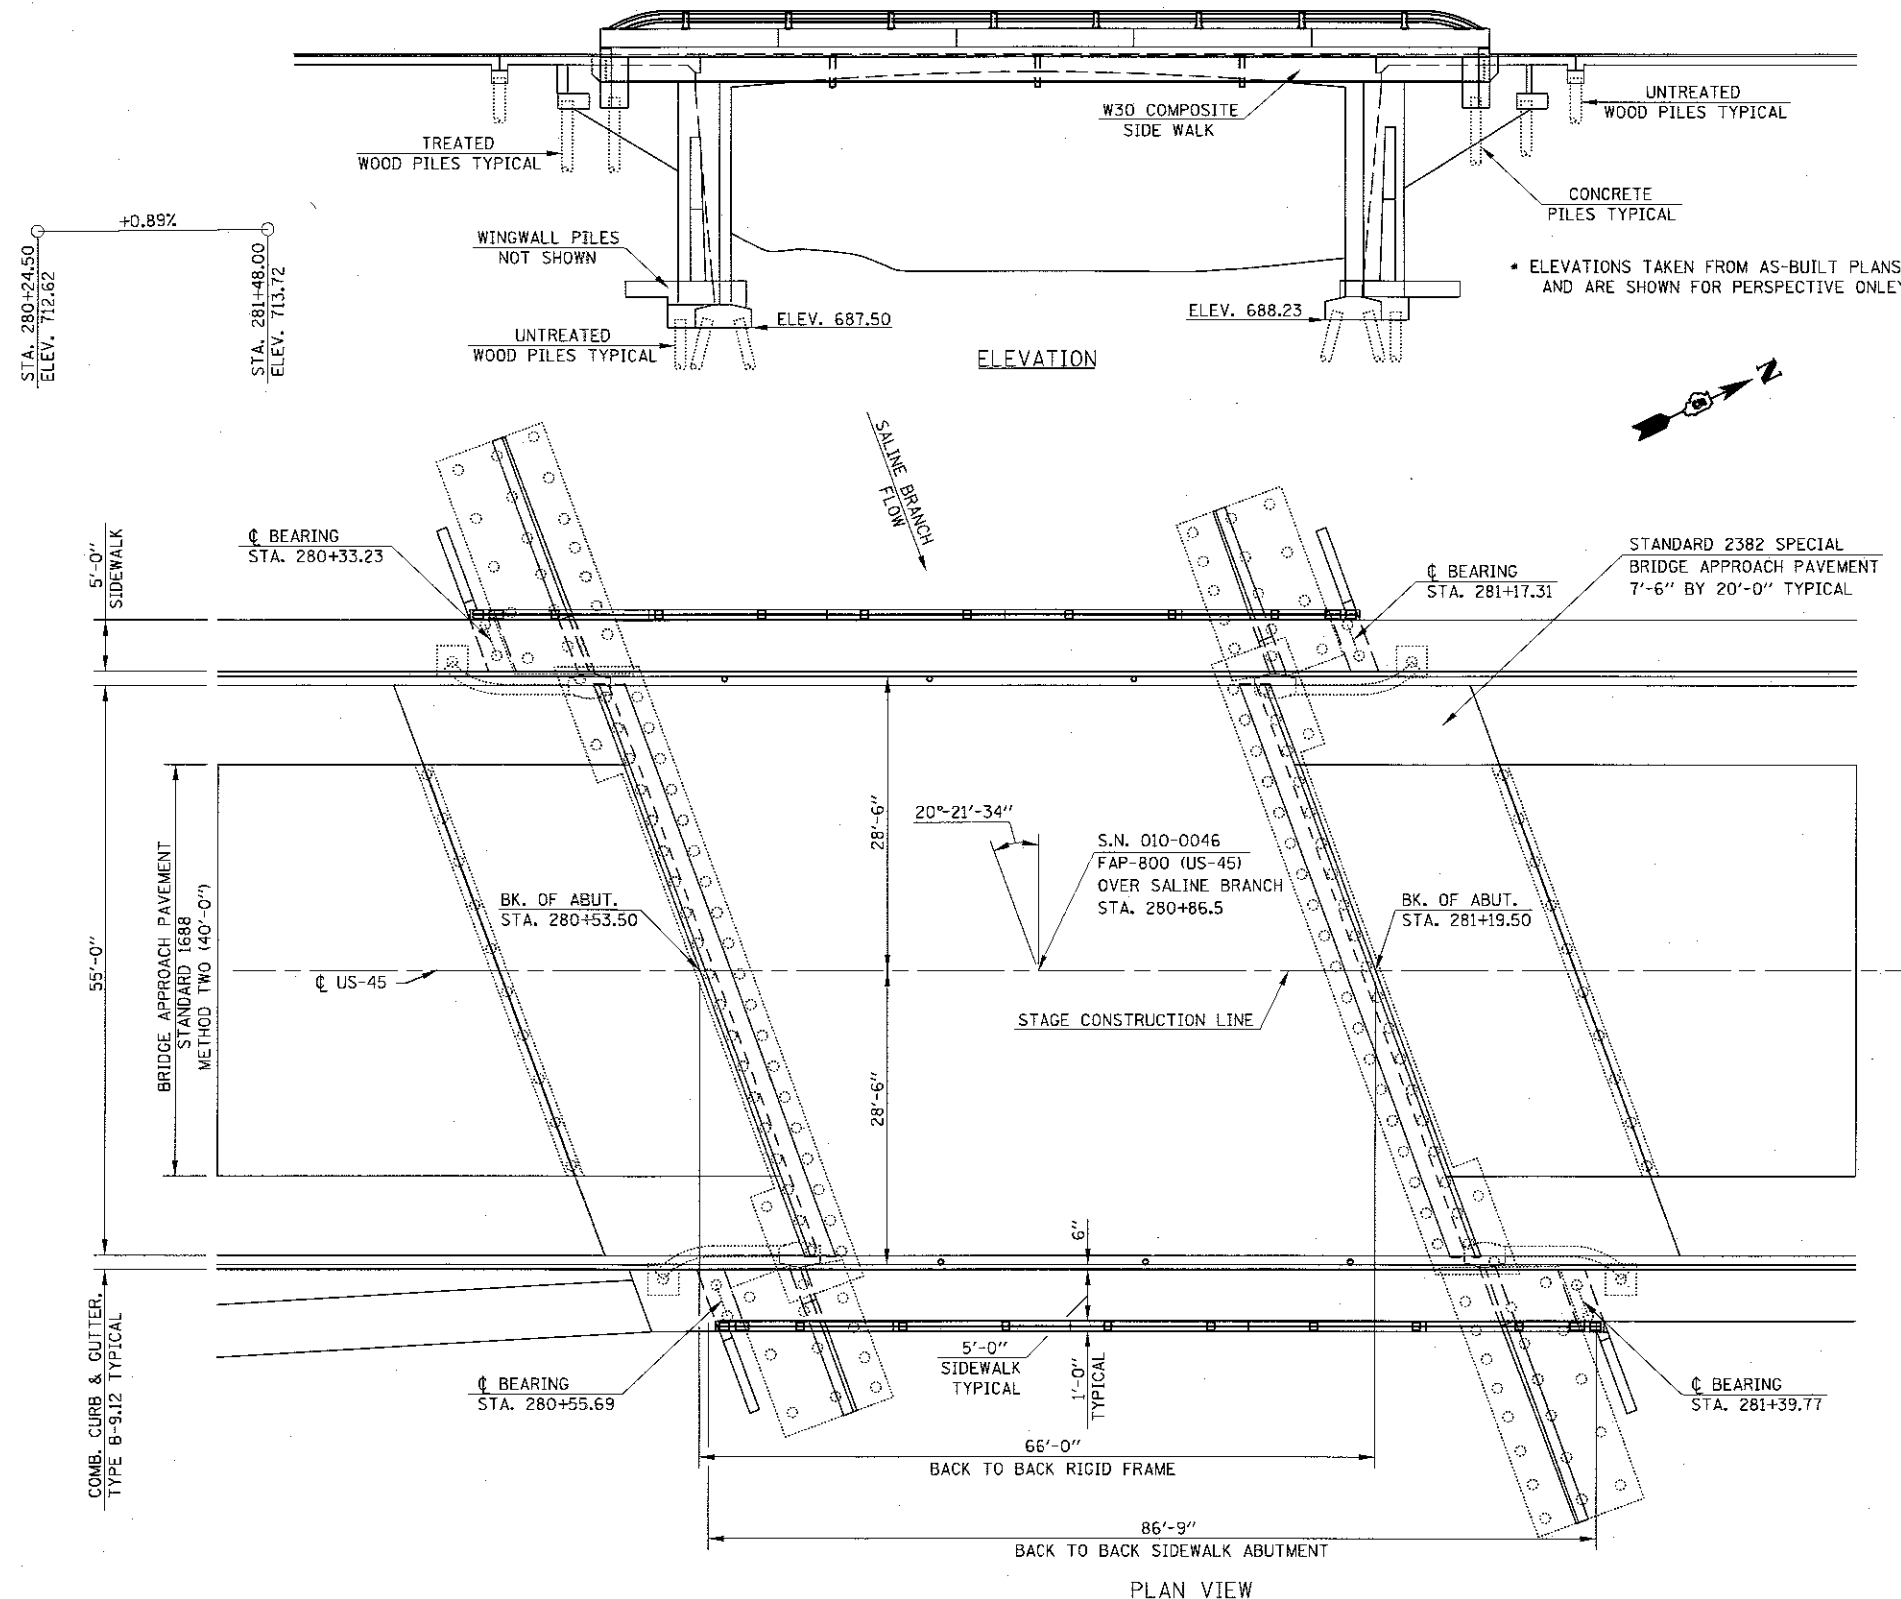 W30 COMPOSITE
SIDE WALK
UNTREATED
WOOD PILES TYPICAL
TREATED
WOOD PILES TYPICAL
CONCRETE
PILES TYPICAL
+0.89%
STA. 280+24.50
ELEV. 712.62
STA. 281+48.00
ELEV. 713.72
WINGWALL PILES
NOT SHOWN
* ELEVATIONS TAKEN FROM AS-BUILT PLANS
AND ARE SHOWN FOR PERSPECTIVE ONLEY
ELEV. 687.50
ELEV. 688.23
UNTREATED
WOOD PILES TYPICAL
ELEVATION
N
SALINE BRANCH
FLOW
5'-0"
SIDEWALK
℄ BEARING
STA. 280+33.23
℄ BEARING
STA. 281+17.31
STANDARD 2382 SPECIAL
BRIDGE APPROACH PAVEMENT
7'-6" BY 20'-0" TYPICAL
28'-6"
20°-21'-34"
S.N. 010-0046
FAP-800 (US-45)
OVER SALINE BRANCH
STA. 280+86.5
BRIDGE APPROACH PAVEMENT
STANDARD 1688
METHOD TWO (40'-0")
55'-0"
BK. OF ABUT.
STA. 280+53.50
BK. OF ABUT.
STA. 281+19.50
℄ US-45
STAGE CONSTRUCTION LINE
28'-6"
6"
COMB. CURB & GUTTER,
TYPE B-9.12 TYPICAL
5'-0"
SIDEWALK
TYPICAL
1'-0"
TYPICAL
℄ BEARING
STA. 280+55.69
℄ BEARING
STA. 281+39.77
66'-0"
BACK TO BACK RIGID FRAME
86'-9"
BACK TO BACK SIDEWALK ABUTMENT
PLAN VIEW